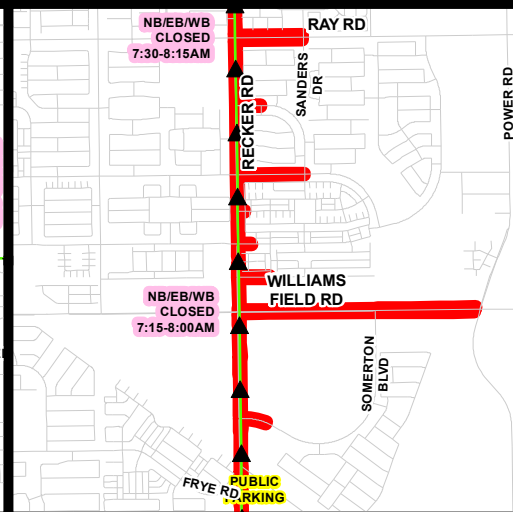 NB/EB/WB
CLOSED
7:30-8:15AM
RAY RD
SANDERS
DR
RECKER RD
POWER RD
WILLIAMS
FIELD RD
NB/EB/WB
CLOSED
7:15-8:00AM
SOMERTON
BLVD
FRYE RD
PUBLIC
PARKING